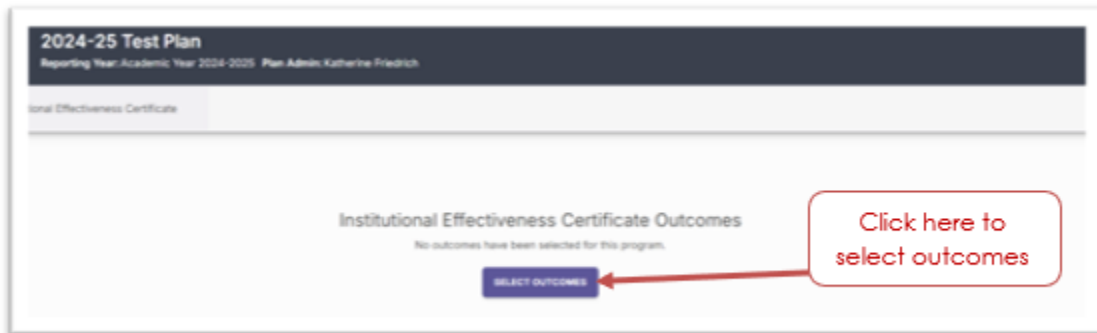 2024-25 Test Plan
Reporting Year: Academic Year 2024-2025 Plan Admin: Katherine Friedrich
ional Effectiveness Certificate
Institutional Effectiveness Certificate Outcomes
No outcomes have been selected for this program.
SELECT OUTCOMES
Click here to
select outcomes